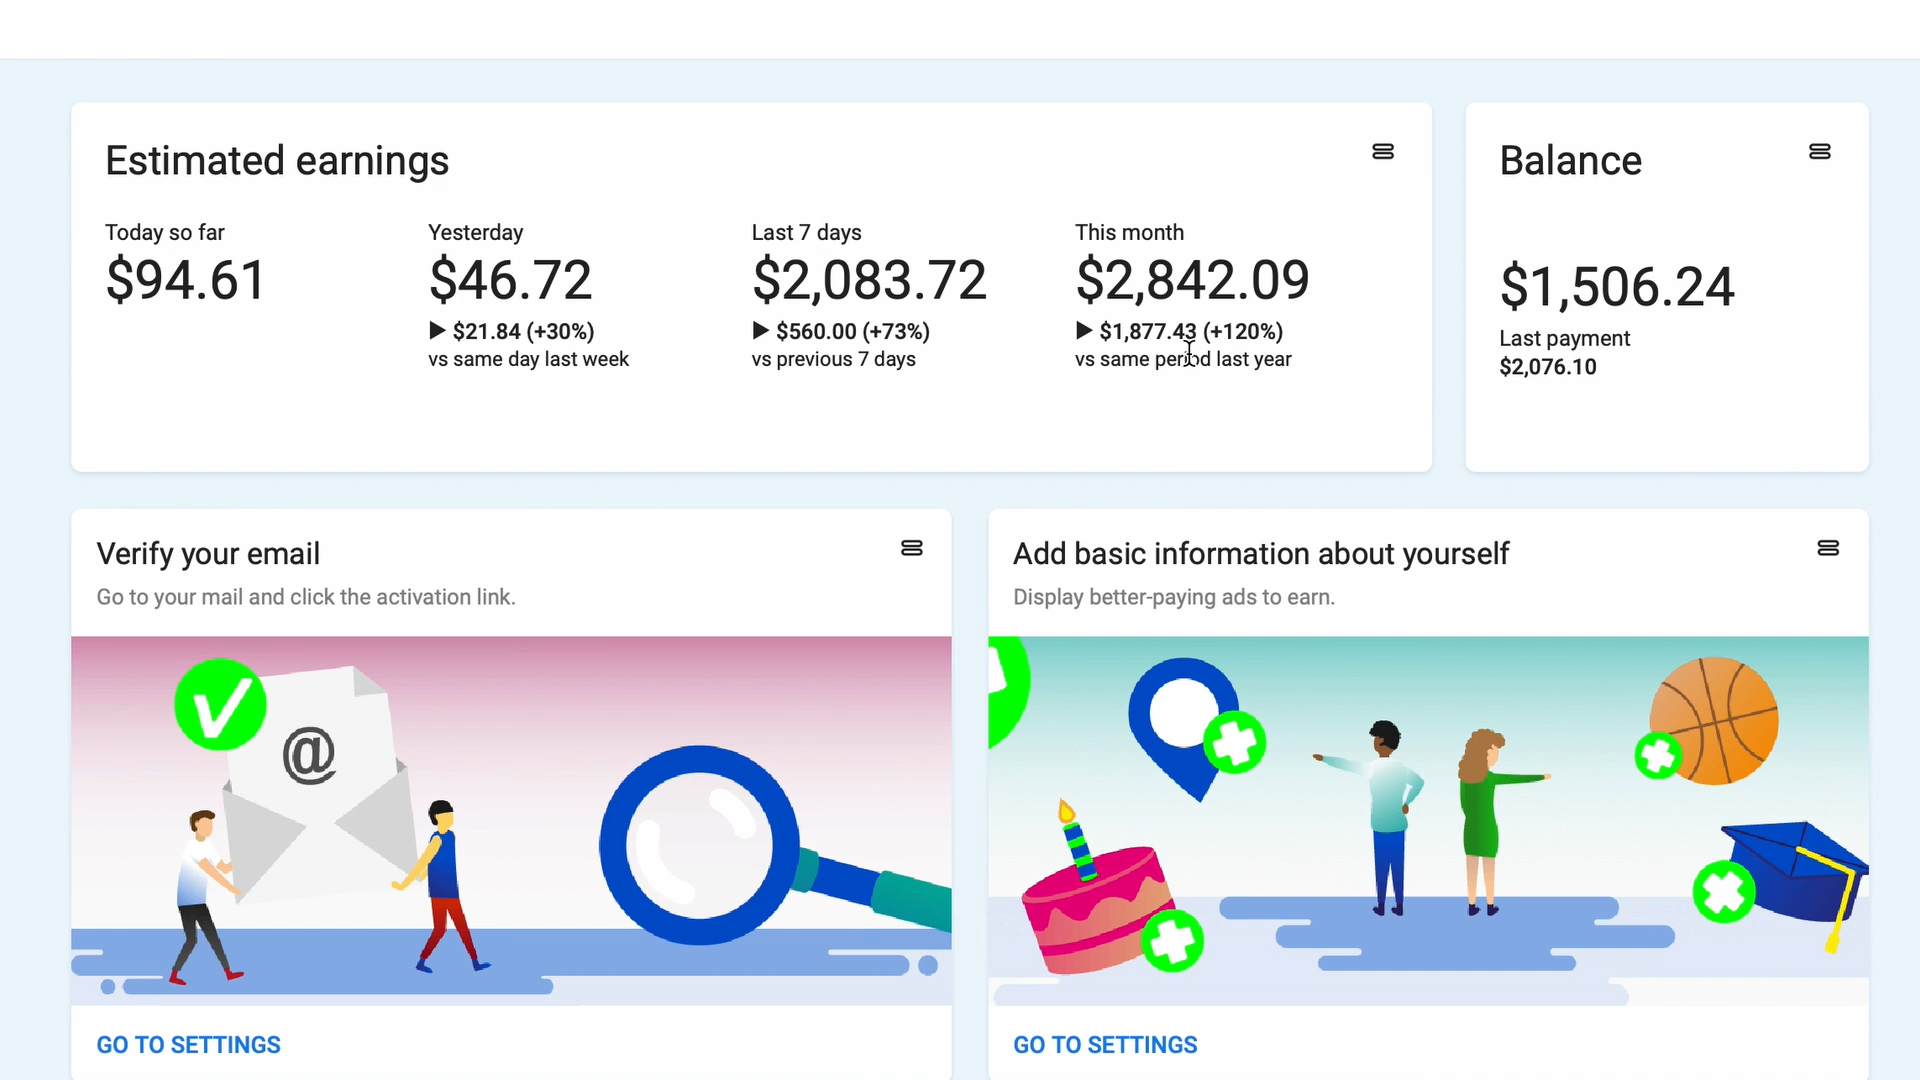 Estimated earnings
Today so far
$94.61
Yesterday
$46.72
$21.84 (+30%)
vs same day last week
Last 7 days
$2,083.72
$560.00 (+73%)
vs previous 7 days
This month
$2,842.09
$1,877.43 (+120%)
vs same period last year
Balance
$1,506.24
Last payment
$2,076.10
Verify your email
Go to your mail and click the activation link.
@
GO TO SETTINGS
Add basic information about yourself
Display better-paying ads to earn.
GO TO SETTINGS